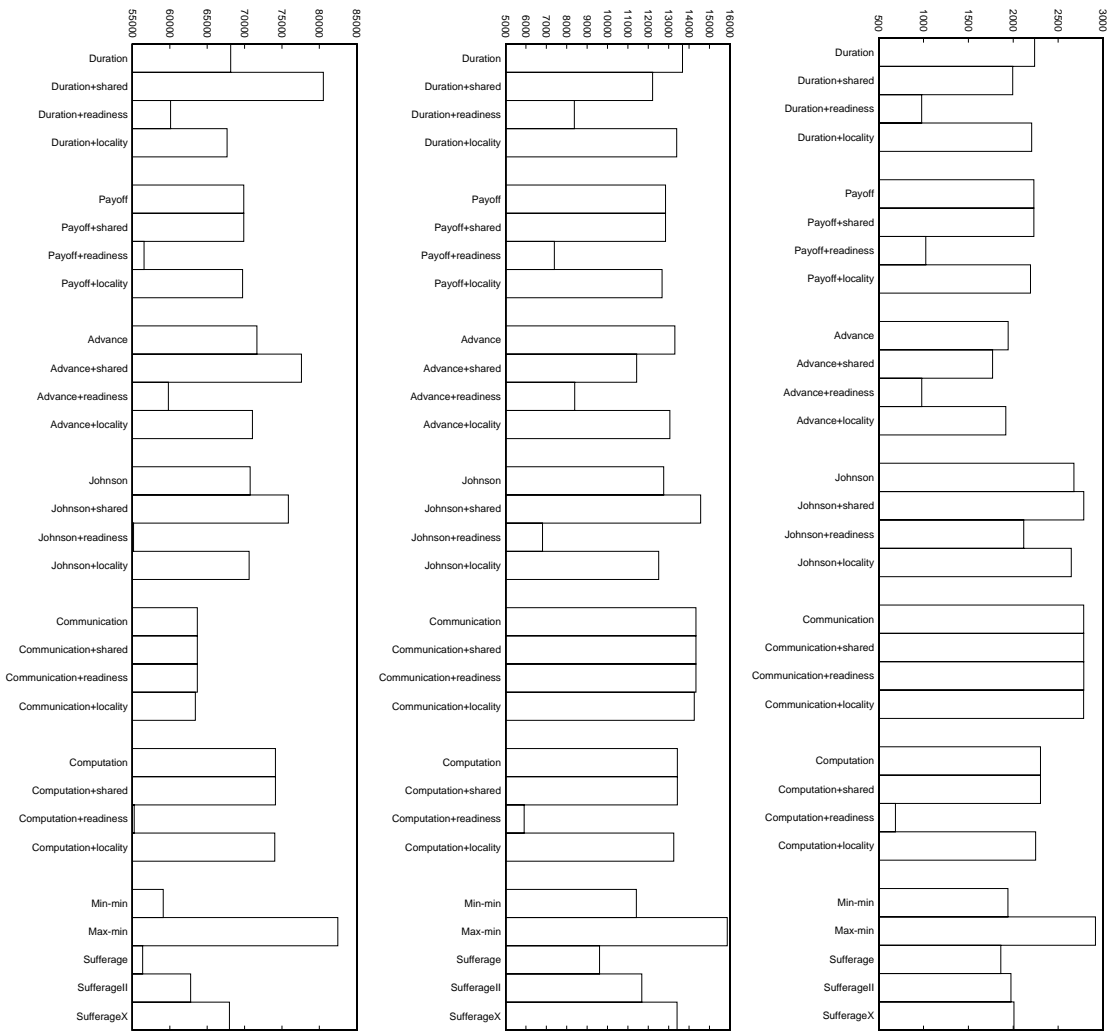 55000
60000
65000
70000
75000
80000
85000
Duration
Duration+shared
Duration+readiness
Duration+locality
Payoff
Payoff+shared
Payoff+readiness
Payoff+locality
Advance
Advance+shared
Advance+readiness
Advance+locality
Johnson
Johnson+shared
Johnson+readiness
Johnson+locality
Communication
Communication+shared
Communication+readiness
Communication+locality
Computation
Computation+shared
Computation+readiness
Computation+locality
Min-min
Max-min
Sufferage
SufferageII
SufferageX
5000
6000
7000
8000
9000
10000
11000
12000
13000
14000
15000
16000
Duration
Duration+shared
Duration+readiness
Duration+locality
Payoff
Payoff+shared
Payoff+readiness
Payoff+locality
Advance
Advance+shared
Advance+readiness
Advance+locality
Johnson
Johnson+shared
Johnson+readiness
Johnson+locality
Communication
Communication+shared
Communication+readiness
Communication+locality
Computation
Computation+shared
Computation+readiness
Computation+locality
Min-min
Max-min
Sufferage
SufferageII
SufferageX
500
1000
1500
2000
2500
3000
Duration
Duration+shared
Duration+readiness
Duration+locality
Payoff
Payoff+shared
Payoff+readiness
Payoff+locality
Advance
Advance+shared
Advance+readiness
Advance+locality
Johnson
Johnson+shared
Johnson+readiness
Johnson+locality
Communication
Communication+shared
Communication+readiness
Communication+locality
Computation
Computation+shared
Computation+readiness
Computation+locality
Min-min
Max-min
Sufferage
SufferageII
SufferageX